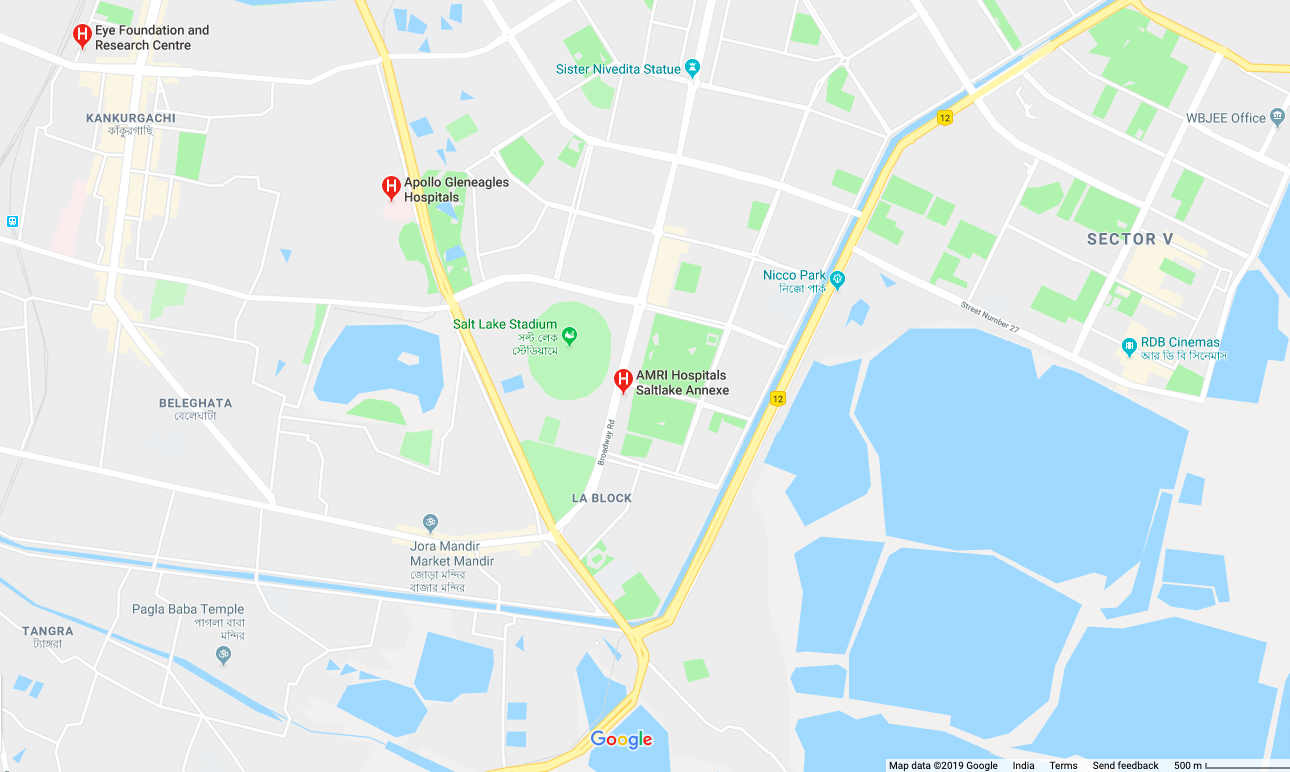 Eye Foundation and
Research Centre
Sister Nivedita Statue
12
WBJEE Office
KANKURGACHI
কাঁকুরগাছি
Apollo Gleneagles
Hospitals
SECTOR V
Nicco Park
নিক্কো পার্ক
Street Number 27
Salt Lake Stadium
সল্ট লেক
স্টেডিয়ামে
RDB Cinemas
আর ডি বি সিনেমাস
AMRI Hospitals
Saltlake Annexe
12
BELEGHATA
বেলেঘাটা
Broadway Rd
LA BLOCK
Jora Mandir
Market Mandir
জোড়া মন্দির
বাজার মন্দির
Pagla Baba Temple
পাগলা বাবা
মন্দির
TANGRA
ট্যাঙ্গরা
Google
Map data ©2019 Google India Terms Send feedback 500 m